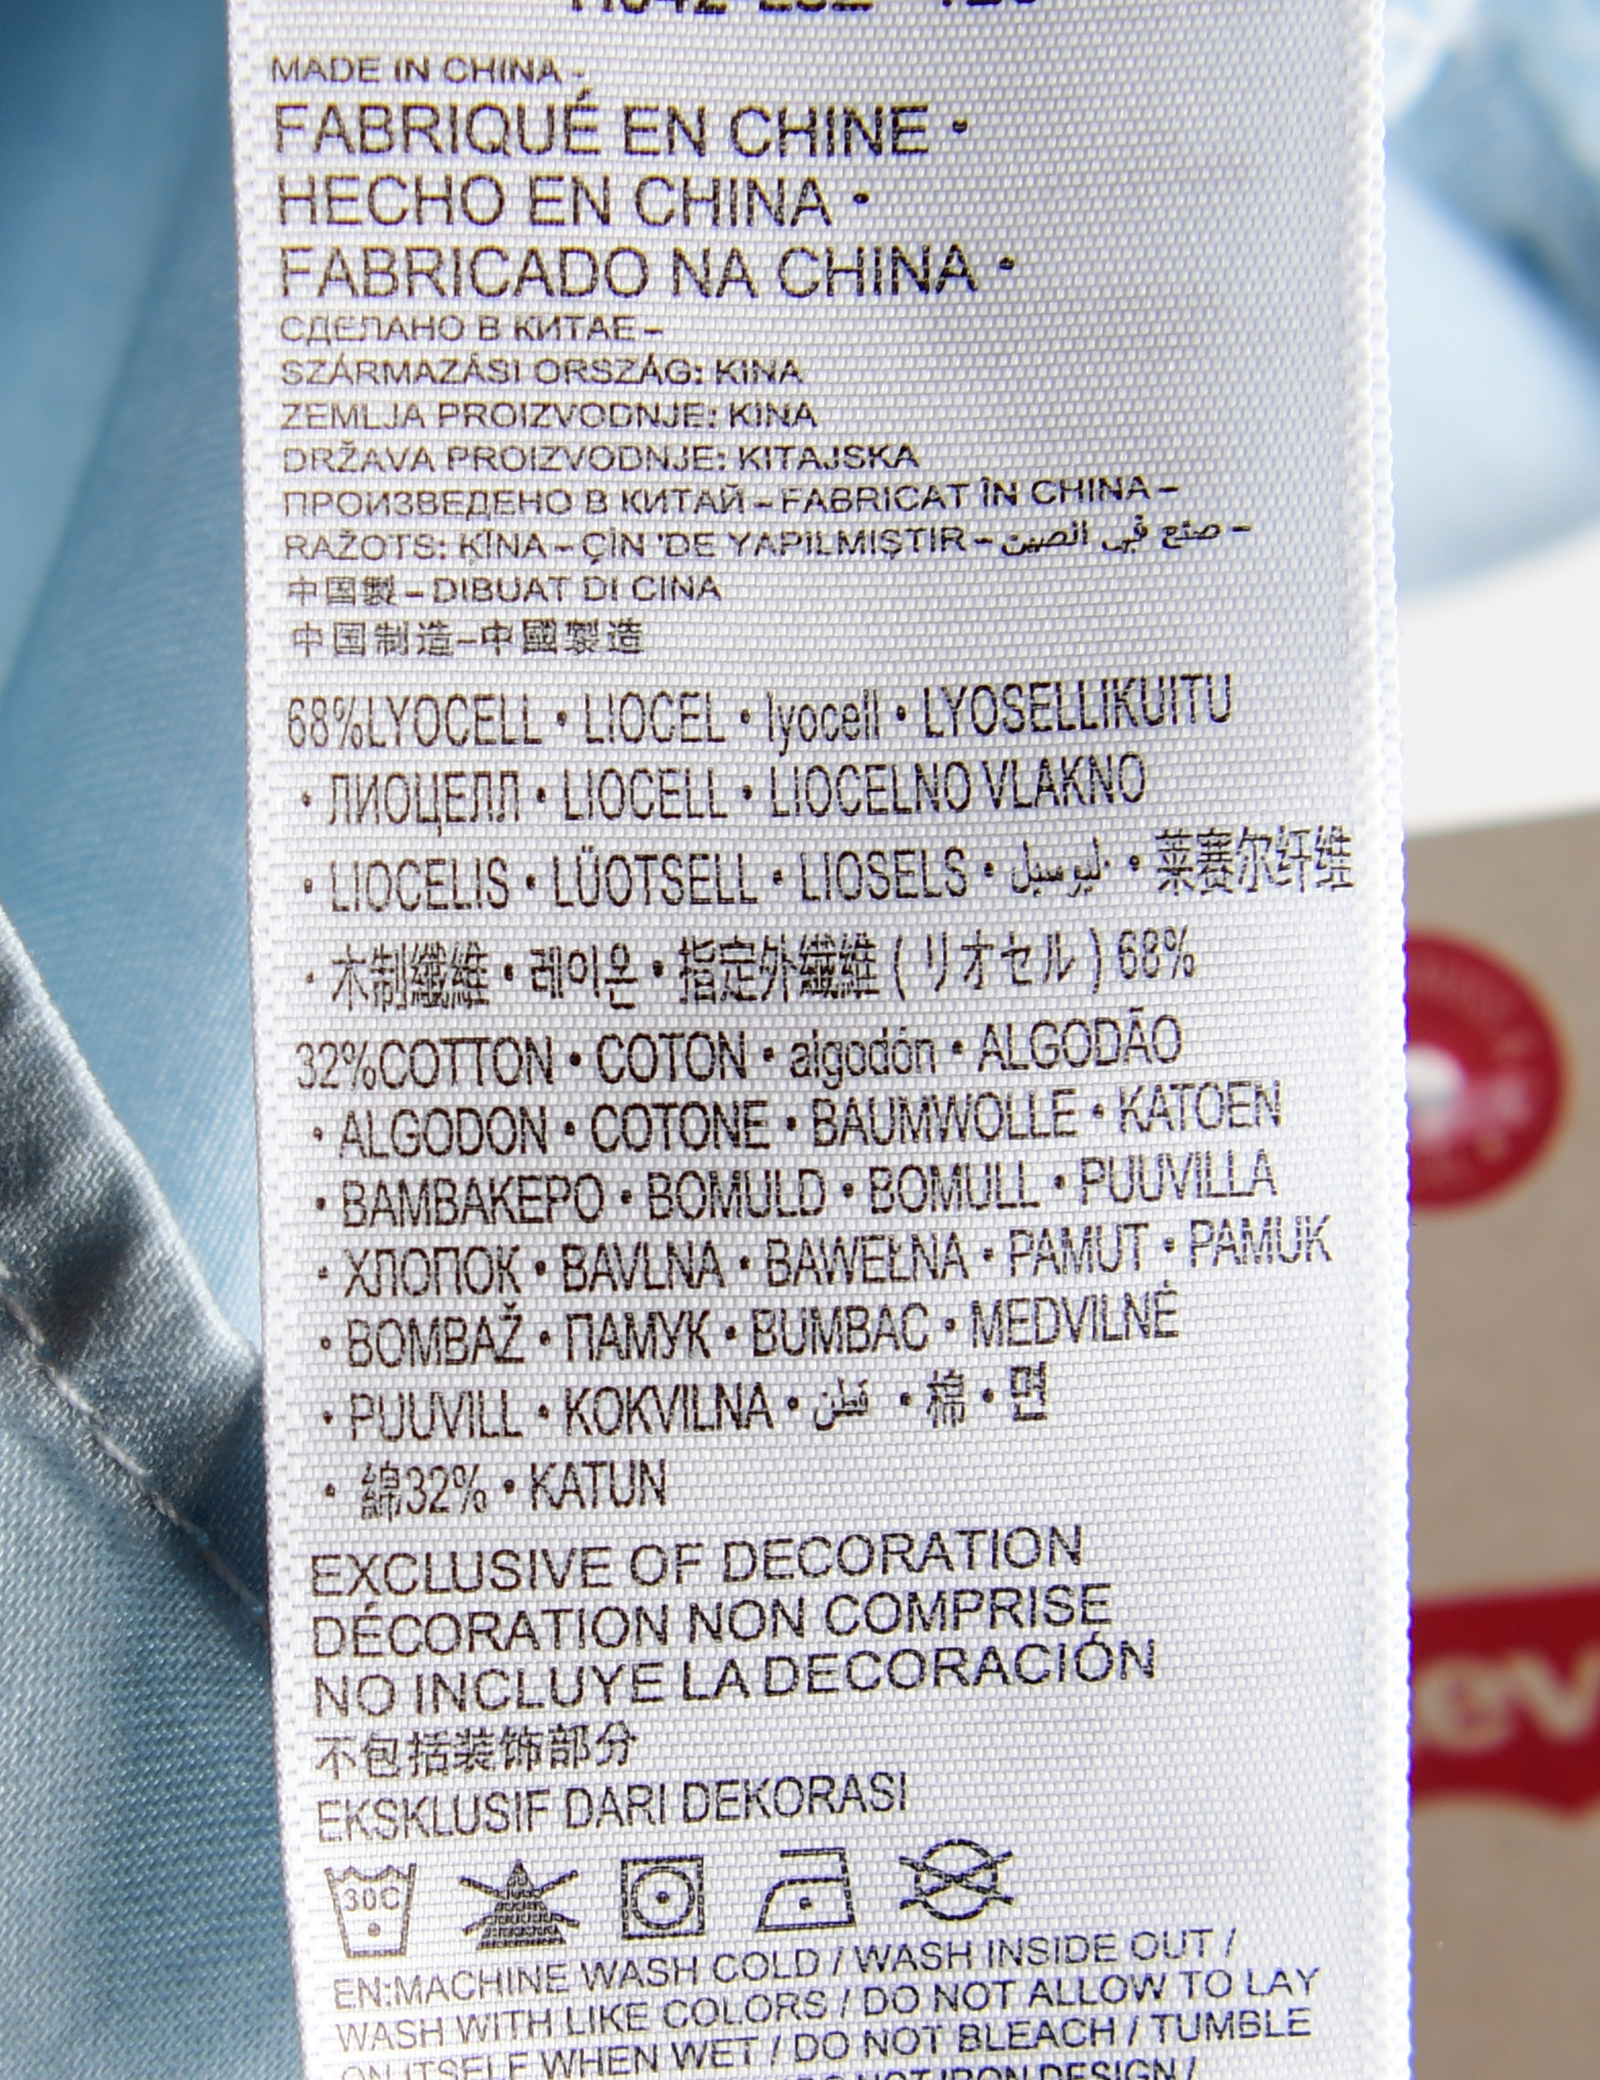 MADE IN CHINA -
FABRIQUÉ EN CHINE •
HECHO EN CHINA •
FABRICADO NA CHINA •
СДЕЛАНО В КИТАЕ –
SZÁRMAZÁSI ORSZÁG: KINA
ZEMLJA PROIZVODNJE: KINA
DRŽAVA PROIZVODNJE: KITAJSKA
ПРОИЗВЕДЕНО В КИТАЙ – FABRICAT ÎN CHINA –
RAŽOTS: ĶĪNA – ÇİN 'DE YAPILMIŞTIR – صنع في الصين –
中国製 – DIBUAT DI CINA
中国制造–中國製造
68%LYOCELL • LIOCEL • lyocell • LYOSELLIKUITU
• ЛИОЦЕЛЛ • LIOCELL • LIOCELNO VLAKNO
• LIOCELIS • LÜOTSELL • LIOSELS • ليوسيل • 莱赛尔纤维
• 木制纖維 • 레이온 • 指定外繊維 ( リオセル ) 68%
32%COTTON • COTON • algodón • ALGODÃO
• ALGODON • COTONE • BAUMWOLLE • KATOEN
• ΒΑΜΒΑΚΕΡΟ • BOMULD • BOMULL • PUUVILLA
• ХЛОПОК • BAVLNA • BAWEŁNA • PAMUT • PAMUK
• BOMBAŽ • ПАМУК • BUMBAC • MEDVILNĖ
• PUUVILL • KOKVILNA • قطن • 棉 • 면
• 綿32% • KATUN
EXCLUSIVE OF DECORATION
DÉCORATION NON COMPRISE
NO INCLUYE LA DECORACIÓN
不包括装饰部分
EKSKLUSIF DARI DEKORASI
30C
EN:MACHINE WASH COLD / WASH INSIDE OUT /
WASH WITH LIKE COLORS / DO NOT ALLOW TO LAY
ON ITSELF WHEN WET / DO NOT BLEACH / TUMBLE
NOT IRON DESIGN /